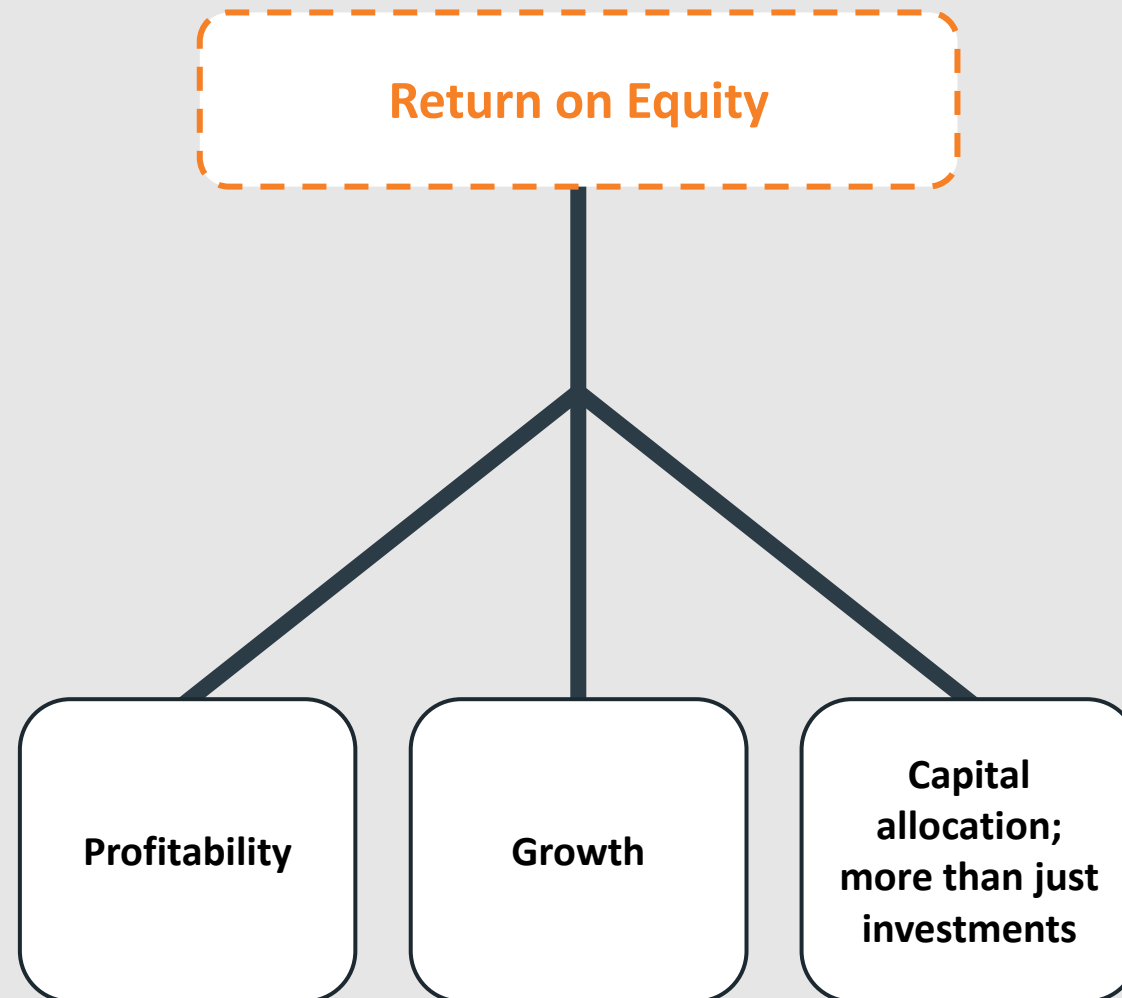 Return on Equity
Profitability
Growth
Capital
allocation;
more than just
investments